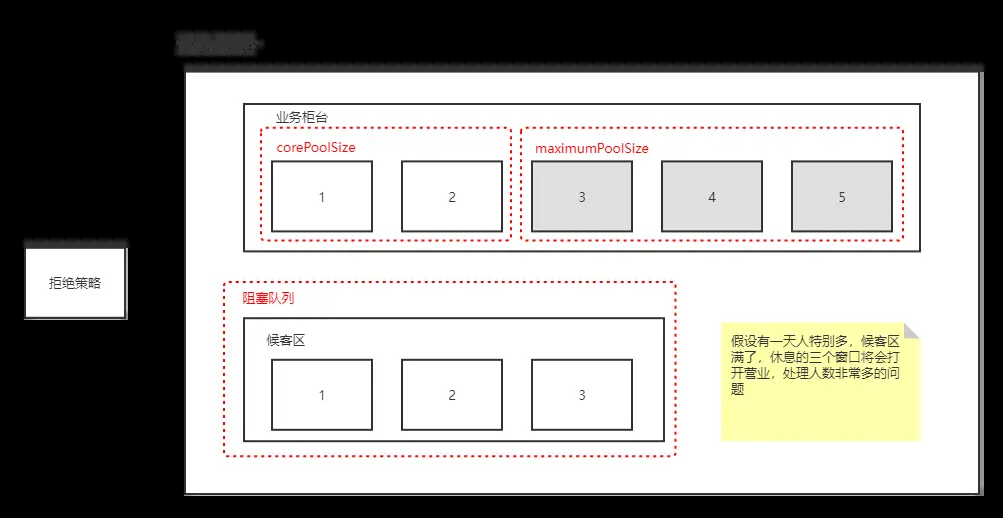 业务柜台
corePoolSize
maximumPoolSize
1
2
3
4
5
拒绝策略
阻塞队列
候客区
1
2
3
假设有一天人特别多，候客区
满了，休息的三个窗口将会打
开营业，处理人数非常多的问
题